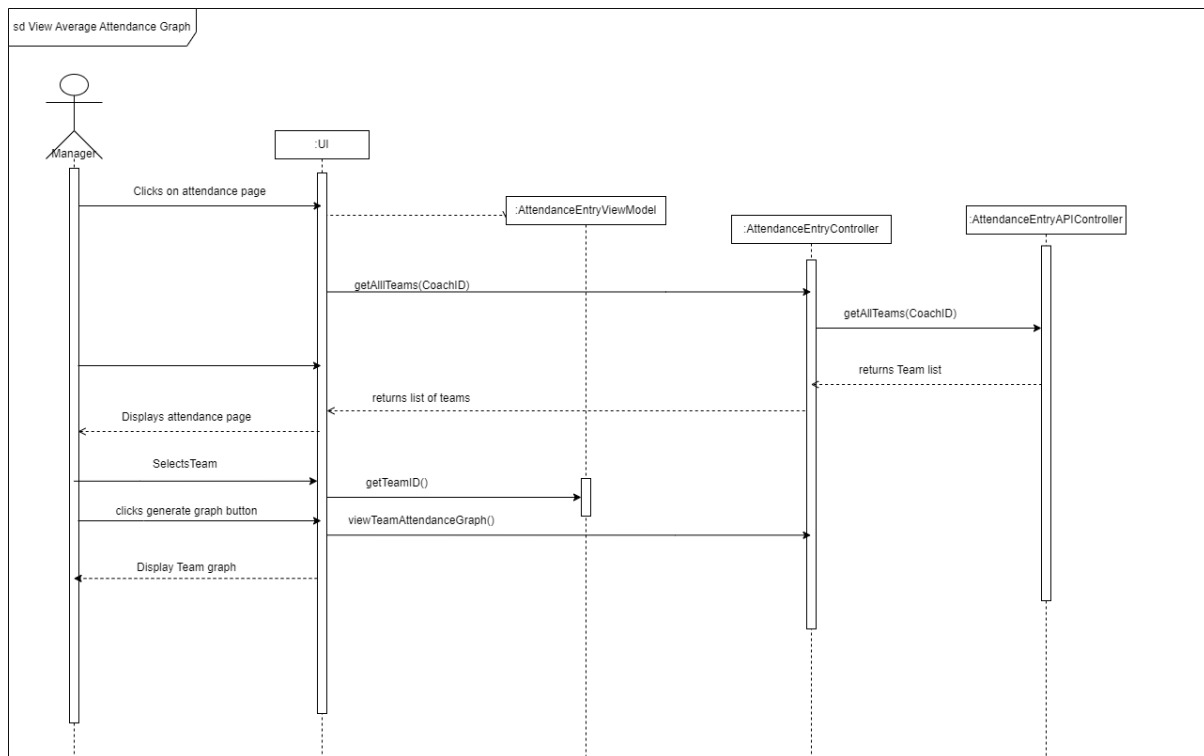 sd View Average Attendance Graph
Manager
:UI
:AttendanceEntryViewModel
:AttendanceEntryController
:AttendanceEntryAPIController
Clicks on attendance page
getAlllTeams(CoachID)
getAllTeams(CoachID)
returns Team list
returns list of teams
Displays attendance page
SelectsTeam
getTeamID()
clicks generate graph button
viewTeamAttendanceGraph()
Display Team graph